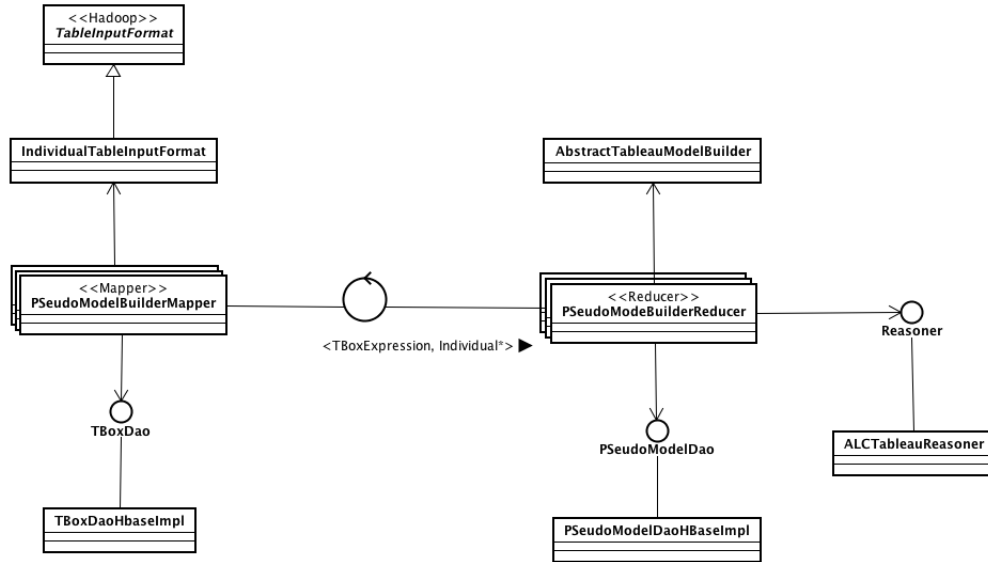 <<Hadoop>>
TableInputFormat
IndividualTableInputFormat
AbstractTableauModelBuilder
<<Mapper>>
PSeudoModelBuilderMapper
<<Reducer>>
PSeudoModeBuilderReducer
<TBoxExpression, Individual*> ▶
Reasoner
TBoxDao
PSeudoModelDao
ALCTableauReasoner
TBoxDaoHbaseImpl
PSeudoModelDaoHBaseImpl